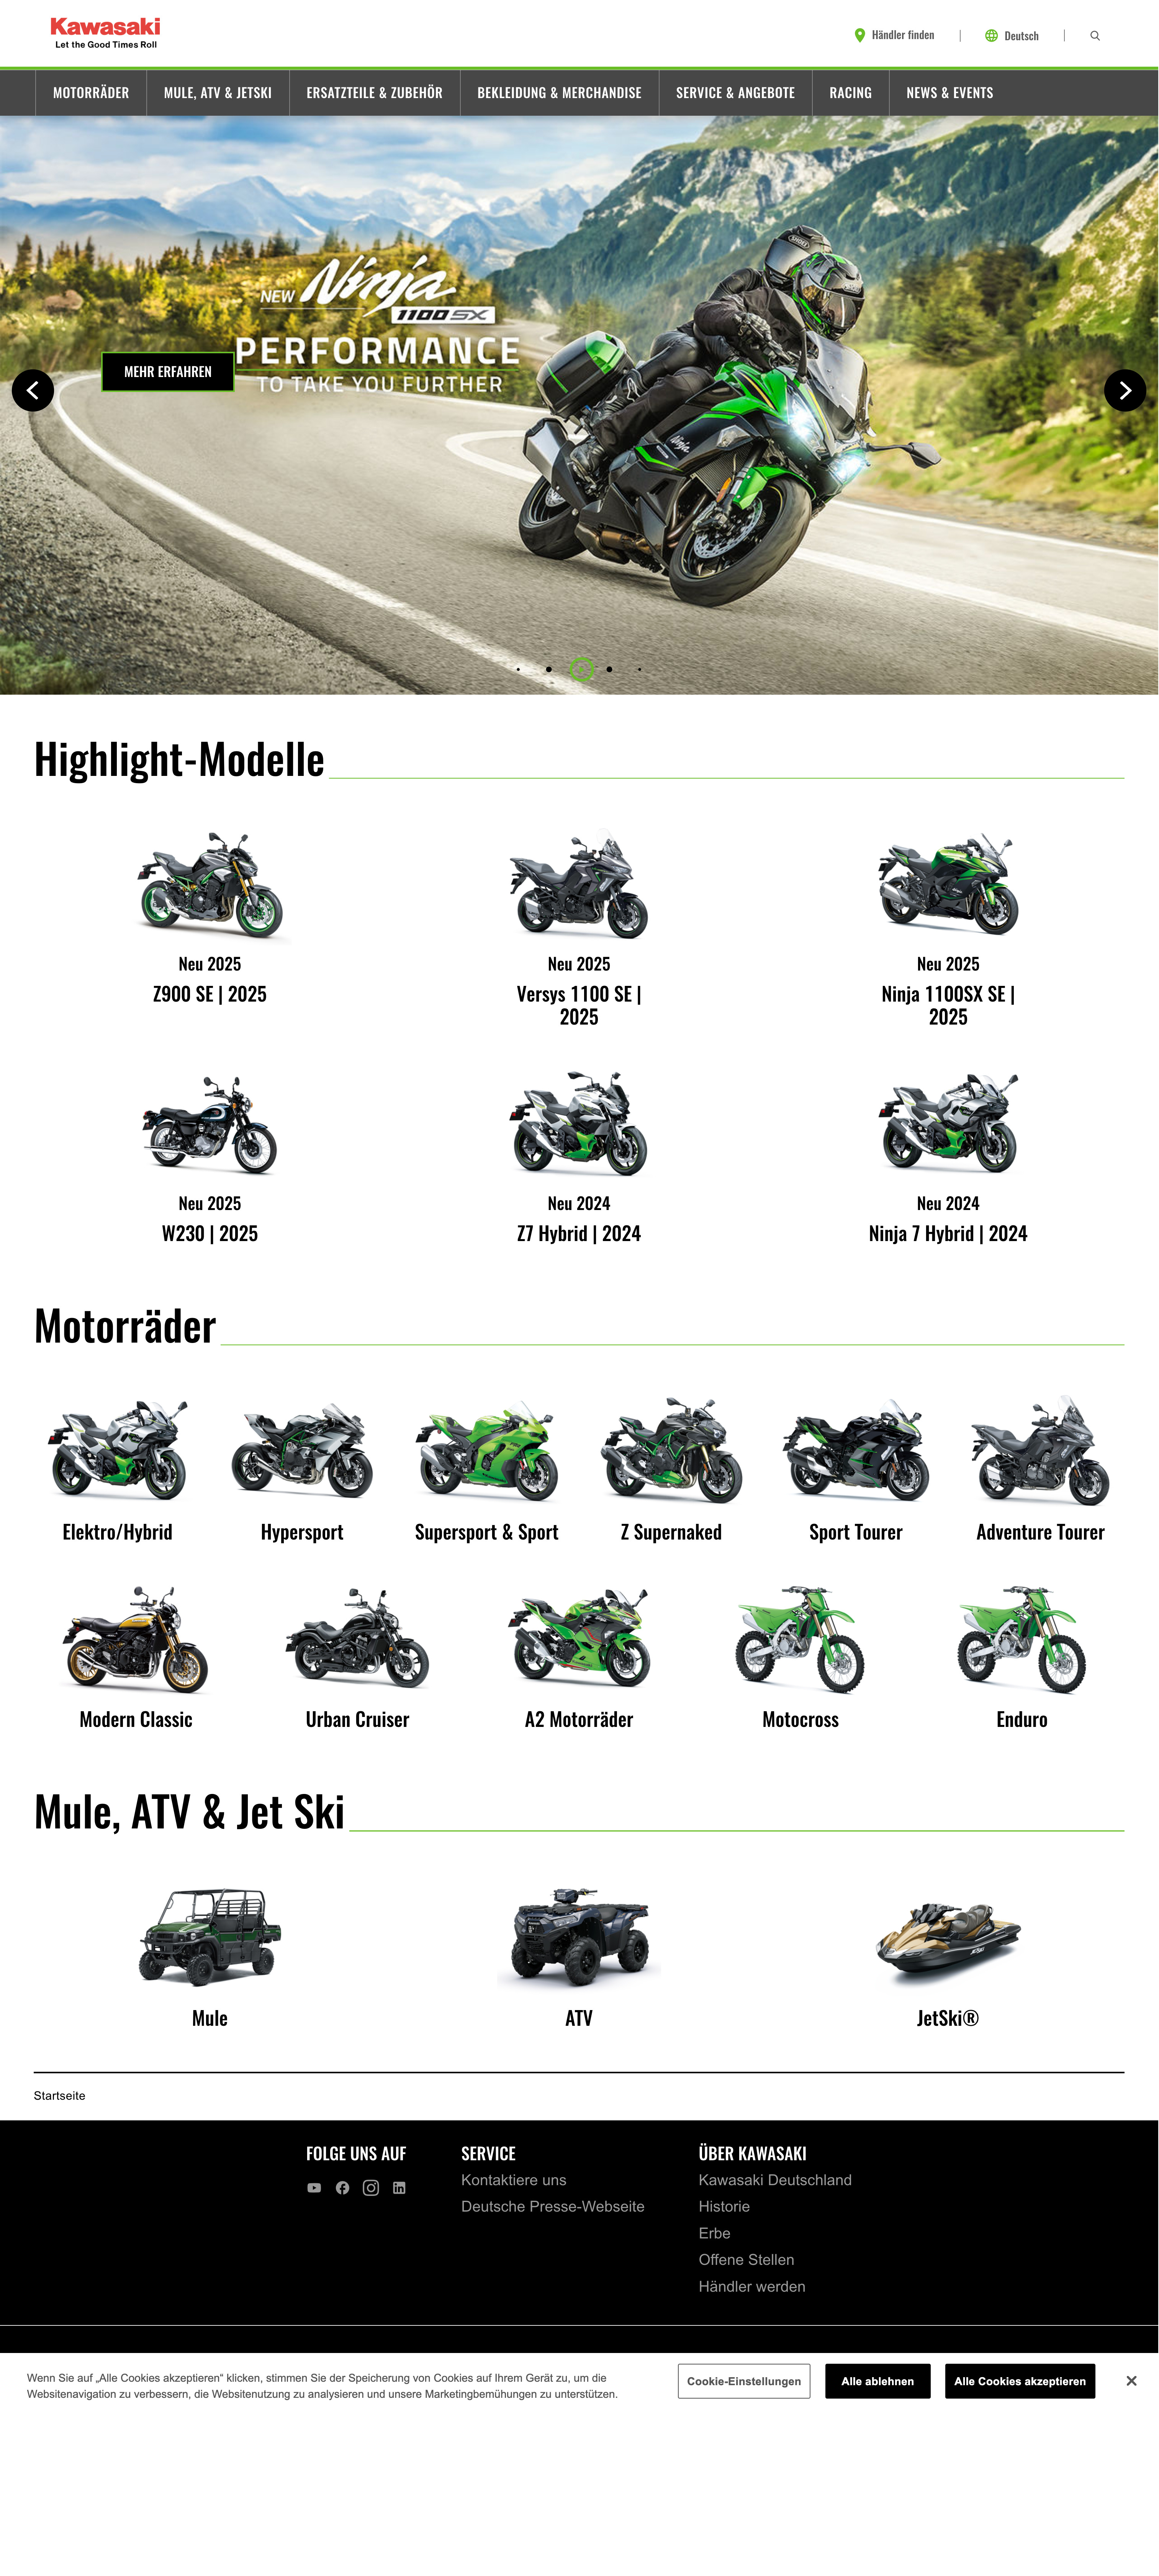 Kawasaki
Let the Good Times Roll
Händler finden
Deutsch
MOTORRÄDER
MULE, ATV & JETSKI
ERSATZTEILE & ZUBEHÖR
BEKLEIDUNG & MERCHANDISE
SERVICE & ANGEBOTE
RACING
NEWS & EVENTS
NEW Ninja
1100SX
PERFORMANCE
TO TAKE YOU FURTHER
MEHR ERFAHREN
SHOEI
Ninja
Highlight-Modelle
Neu 2025
Z900 SE | 2025
Neu 2025
Versys 1100 SE |
2025
Neu 2025
Ninja 1100SX SE |
2025
Neu 2025
W230 | 2025
Neu 2024
Z7 Hybrid | 2024
Neu 2024
Ninja 7 Hybrid | 2024
Motorräder
Elektro/Hybrid
Hypersport
Supersport & Sport
Z Supernaked
Sport Tourer
Adventure Tourer
Modern Classic
Urban Cruiser
A2 Motorräder
Motocross
Enduro
Mule, ATV & Jet Ski
Mule
ATV
JetSki®
Startseite
FOLGE UNS AUF
SERVICE
Kontaktiere uns
Deutsche Presse-Webseite
ÜBER KAWASAKI
Kawasaki Deutschland
Historie
Erbe
Offene Stellen
Händler werden
Wenn Sie auf „Alle Cookies akzeptieren" klicken, stimmen Sie der Speicherung von Cookies auf Ihrem Gerät zu, um die
Websitenavigation zu verbessern, die Websitenutzung zu analysieren und unsere Marketingbemühungen zu unterstützen.
Cookie-Einstellungen
Alle ablehnen
Alle Cookies akzeptieren